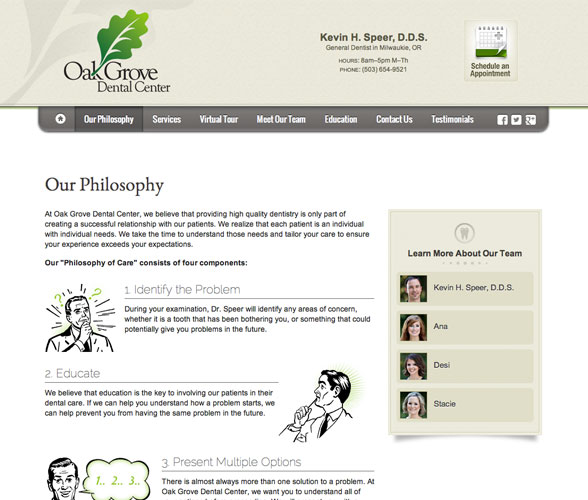 Oak Grove
Dental Center
Kevin H. Speer, D.D.S.
General Dentist in Milwaukie, OR
HOURS: 8am–5pm M–Th
PHONE: (503) 654-9521
Schedule an
Appointment
Our Philosophy
Services
Virtual Tour
Meet Our Team
Education
Contact Us
Testimonials
Our Philosophy
At Oak Grove Dental Center, we believe that providing high quality dentistry is only part of
creating a successful relationship with our patients. We realize that each patient is an individual
with individual needs. We take the time to understand those needs and tailor your care to ensure
your experience exceeds your expectations.
Our "Philosophy of Care" consists of four components:
? ?
1. Identify the Problem
During your examination, Dr. Speer will identify any areas of concern,
whether it is a tooth that has been bothering you, or something that could
potentially give you problems in the future.
2. Educate
We believe that education is the key to involving our patients in their
dental care. If we can help you understand how a problem starts, we
can help prevent you from having the same problem in the future.
1.. 2.. 3..
3. Present Multiple Options
There is almost always more than one solution to a problem. At
Oak Grove Dental Center, we want you to understand all of
Learn More About Our Team
Kevin H. Speer, D.D.S.
Ana
Desi
Stacie